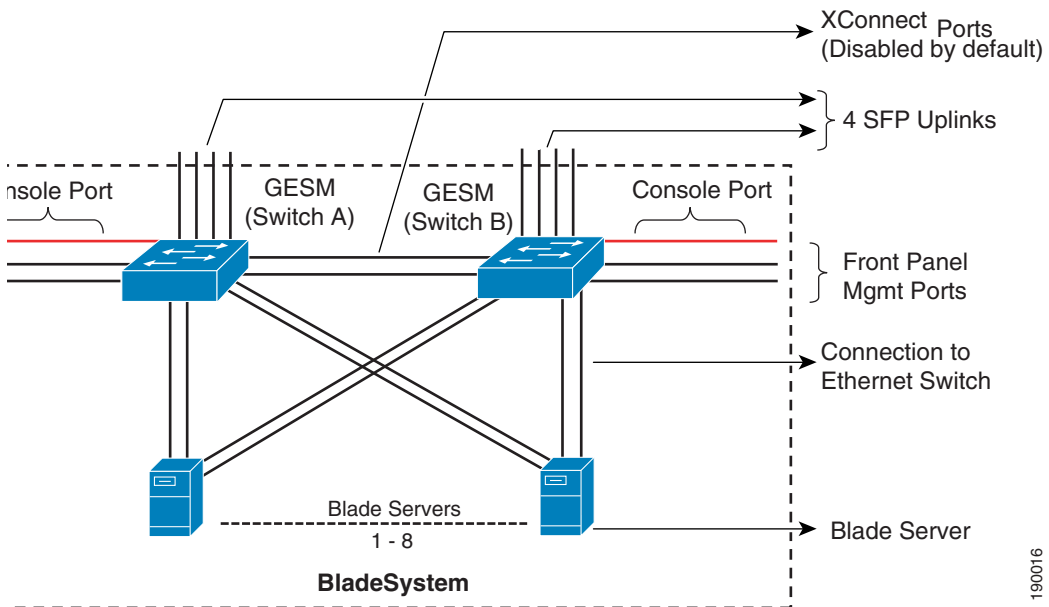 XConnect Ports
(Disabled by default)
4 SFP Uplinks
nsole Port
GESM
(Switch A)
GESM
(Switch B)
Console Port
Front Panel
Mgmt Ports
Connection to
Ethernet Switch
Blade Servers
1 - 8
Blade Server
BladeSystem
190016